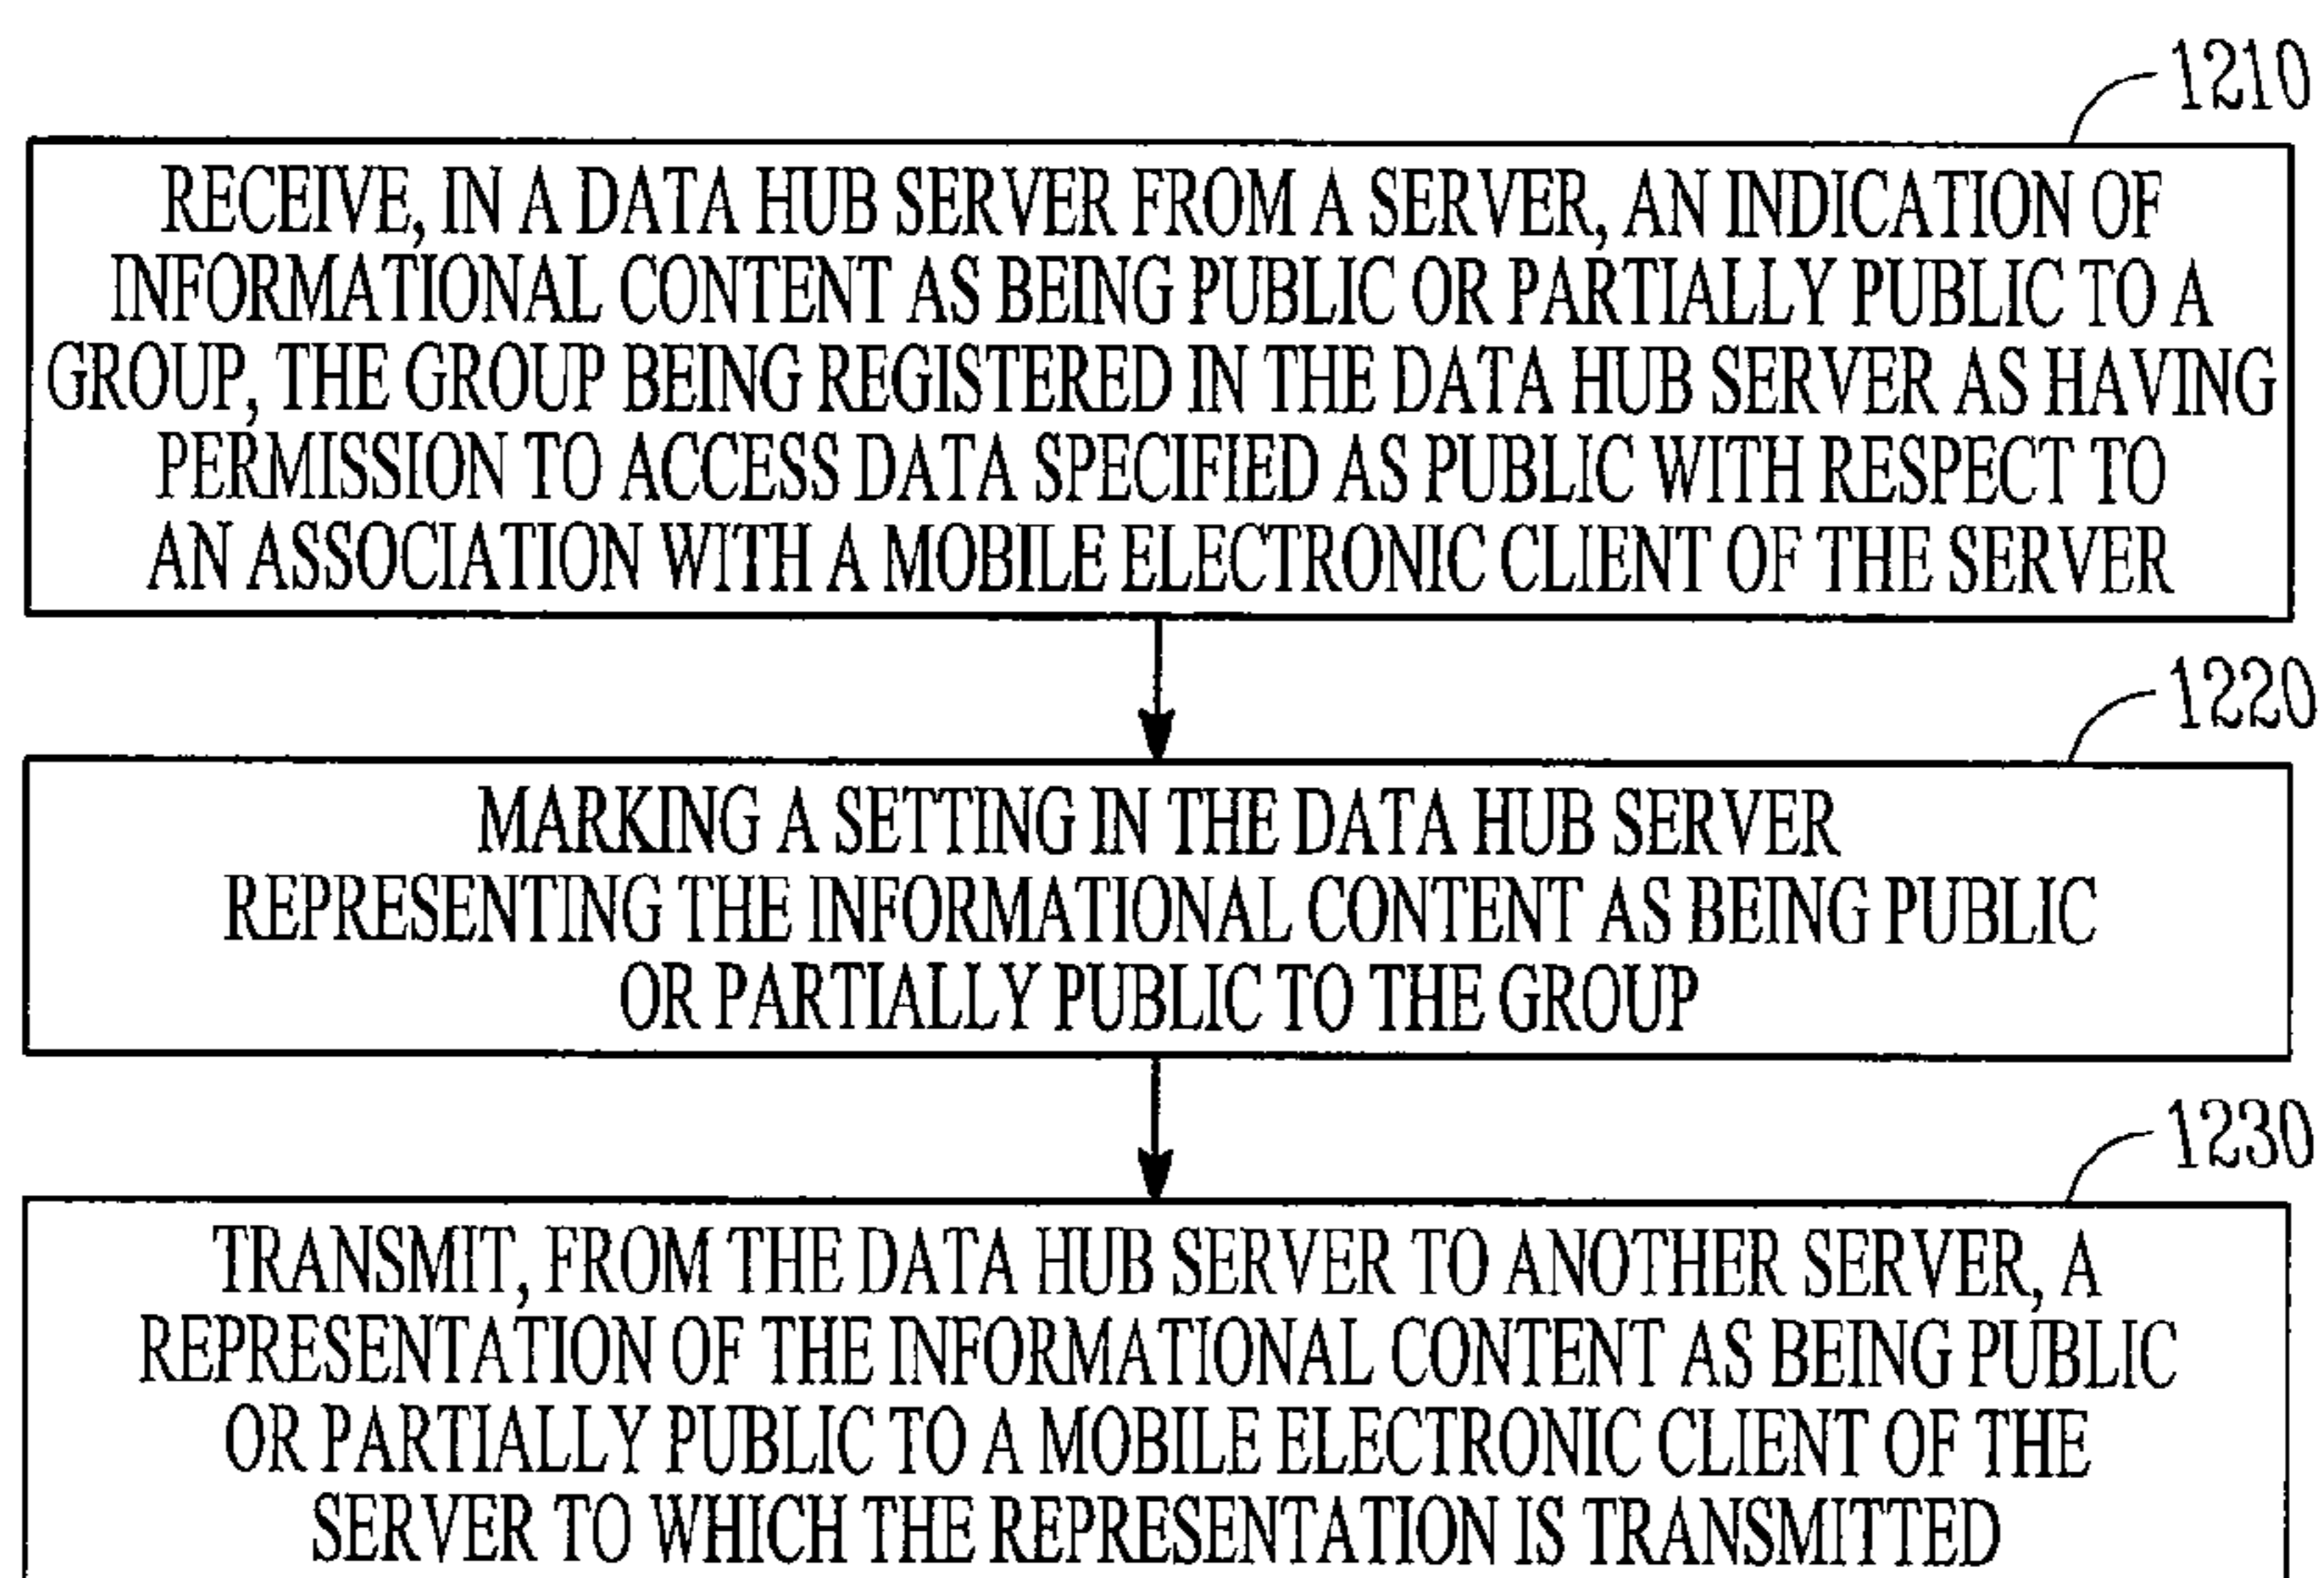 1210
RECEIVE, IN A DATA HUB SERVER FROM A SERVER, AN INDICATION OF
INFORMATIONAL CONTENT AS BEING PUBLIC OR PARTIALLY PUBLIC TO A
GROUP, THE GROUP BEING REGISTERED IN THE DATA HUB SERVER AS HAVING
PERMISSION TO ACCESS DATA SPECIFIED AS PUBLIC WITH RESPECT TO
AN ASSOCIATION WITH A MOBILE ELECTRONIC CLIENT OF THE SERVER
1220
MARKING A SETTING IN THE DATA HUB SERVER
REPRESENTING THE INFORMATIONAL CONTENT AS BEING PUBLIC
OR PARTIALLY PUBLIC TO THE GROUP
1230
TRANSMIT, FROM THE DATA HUB SERVER TO ANOTHER SERVER, A
REPRESENTATION OF THE INFORMATIONAL CONTENT AS BEING PUBLIC
OR PARTIALLY PUBLIC TO A MOBILE ELECTRONIC CLIENT OF THE
SERVER TO WHICH THE REPRESENTATION IS TRANSMITTED